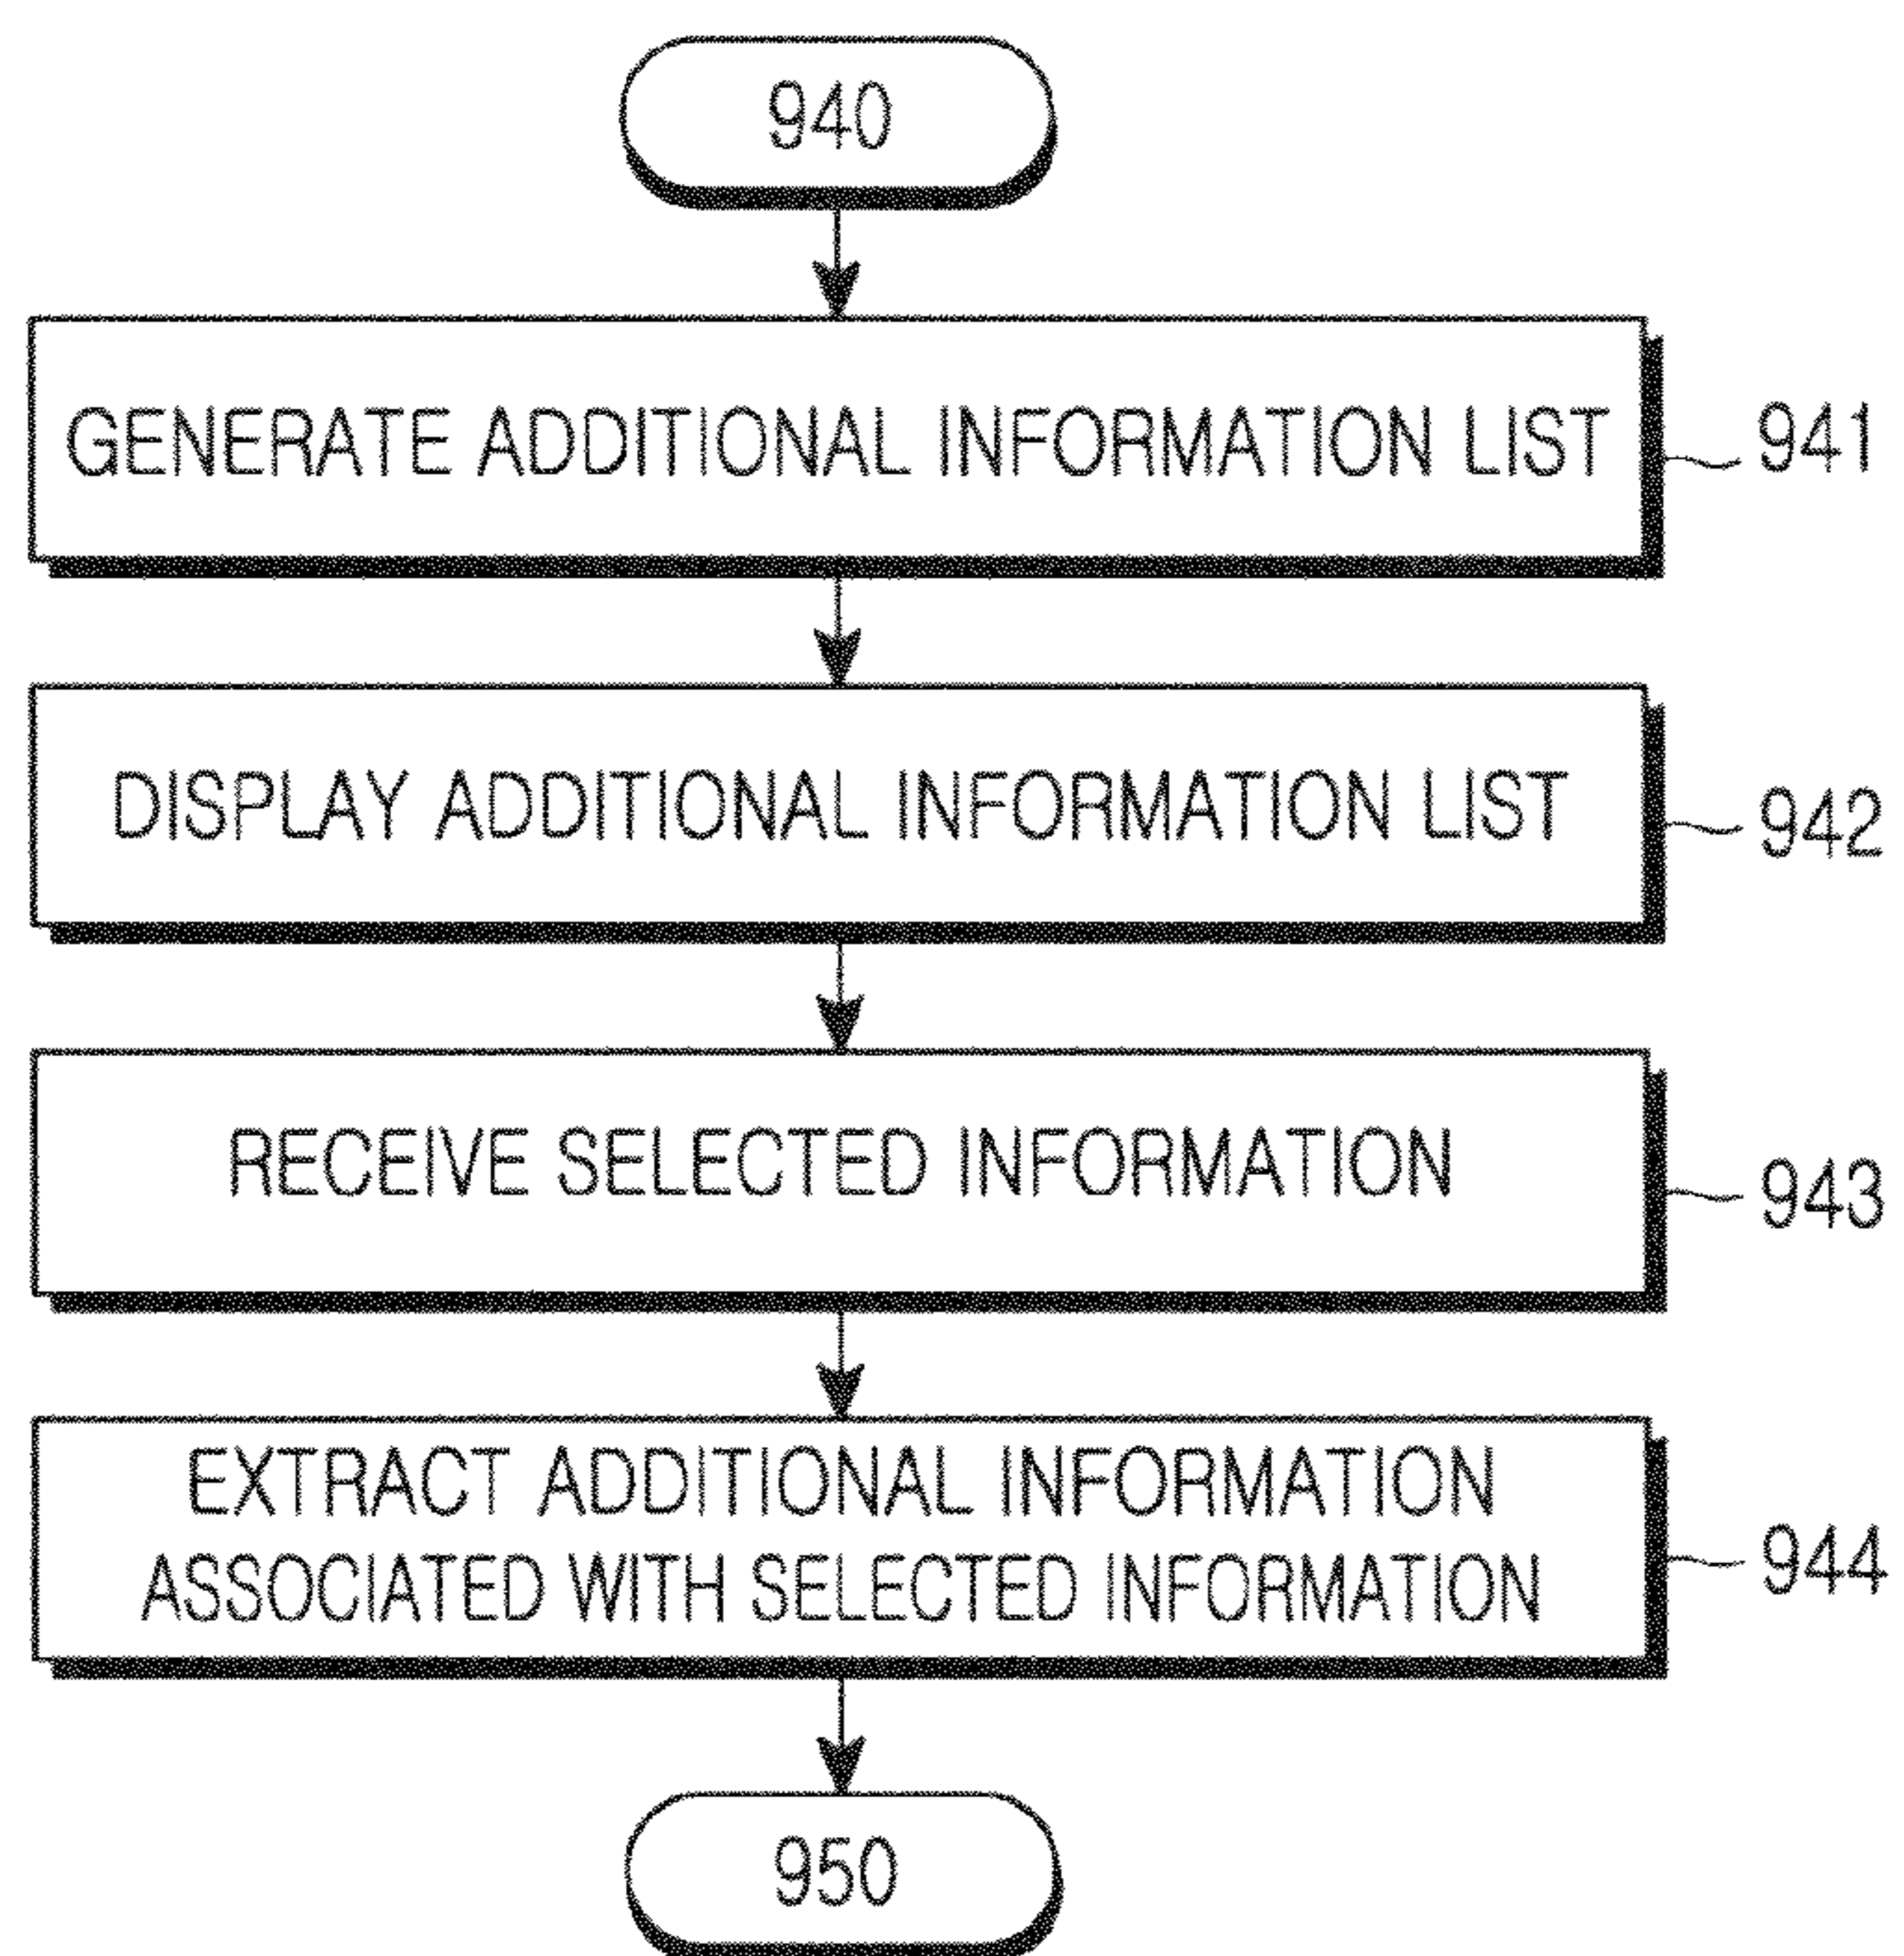 940
GENERATE ADDITIONAL INFORMATION LIST
941
DISPLAY ADDITIONAL INFORMATION LIST
942
RECEIVE SELECTED INFORMATION
943
EXTRACT ADDITIONAL INFORMATION
ASSOCIATED WITH SELECTED INFORMATION
944
950